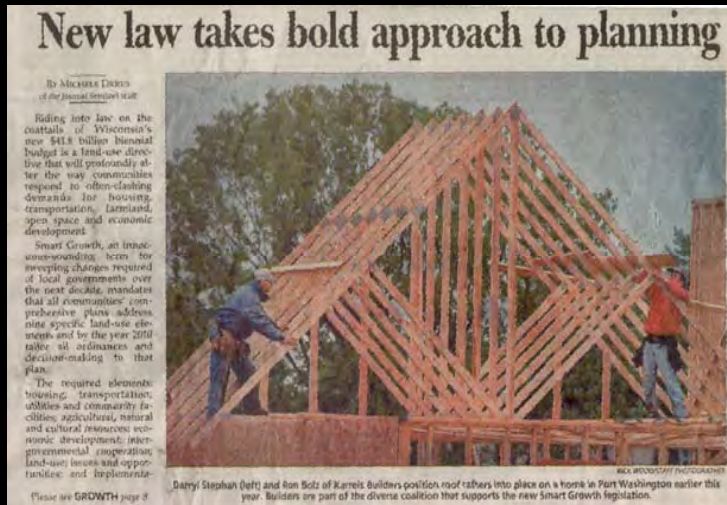 New law takes bold approach to planning
By MICHELE DERUS
of the Journal Sentinel staff
Riding into law on the
coattails of Wisconsin's
new $41.8 billion biennial
budget is a land-use direc-
tive that will profoundly al-
ter the way communities
respond to often-clashing
demands for housing,
transportation, farmland,
open space and economic
development.
Smart Growth, an innoc-
uous-sounding term for
sweeping changes required
of local governments over
the next decade, mandates
that all communities' com-
prehensive plans address
nine specific land-use ele-
ments and by the year 2010
tailor all ordinances and
decision-making to that
plan.
The required elements:
housing; transportation;
utilities and community fa-
cilities; agricultural, natural
and cultural resources; eco-
nomic development; inter-
governmental cooperation;
land-use; issues and oppor-
tunities; and implementa-
Please see GROWTH page 8
RICK WOOD/STAFF PHOTOGRAPHER
Darryl Stephan (left) and Ron Bolz of Karrels Builders position roof rafters into place on a home in Port Washington earlier this
year. Builders are part of the diverse coalition that supports the new Smart Growth legislation.